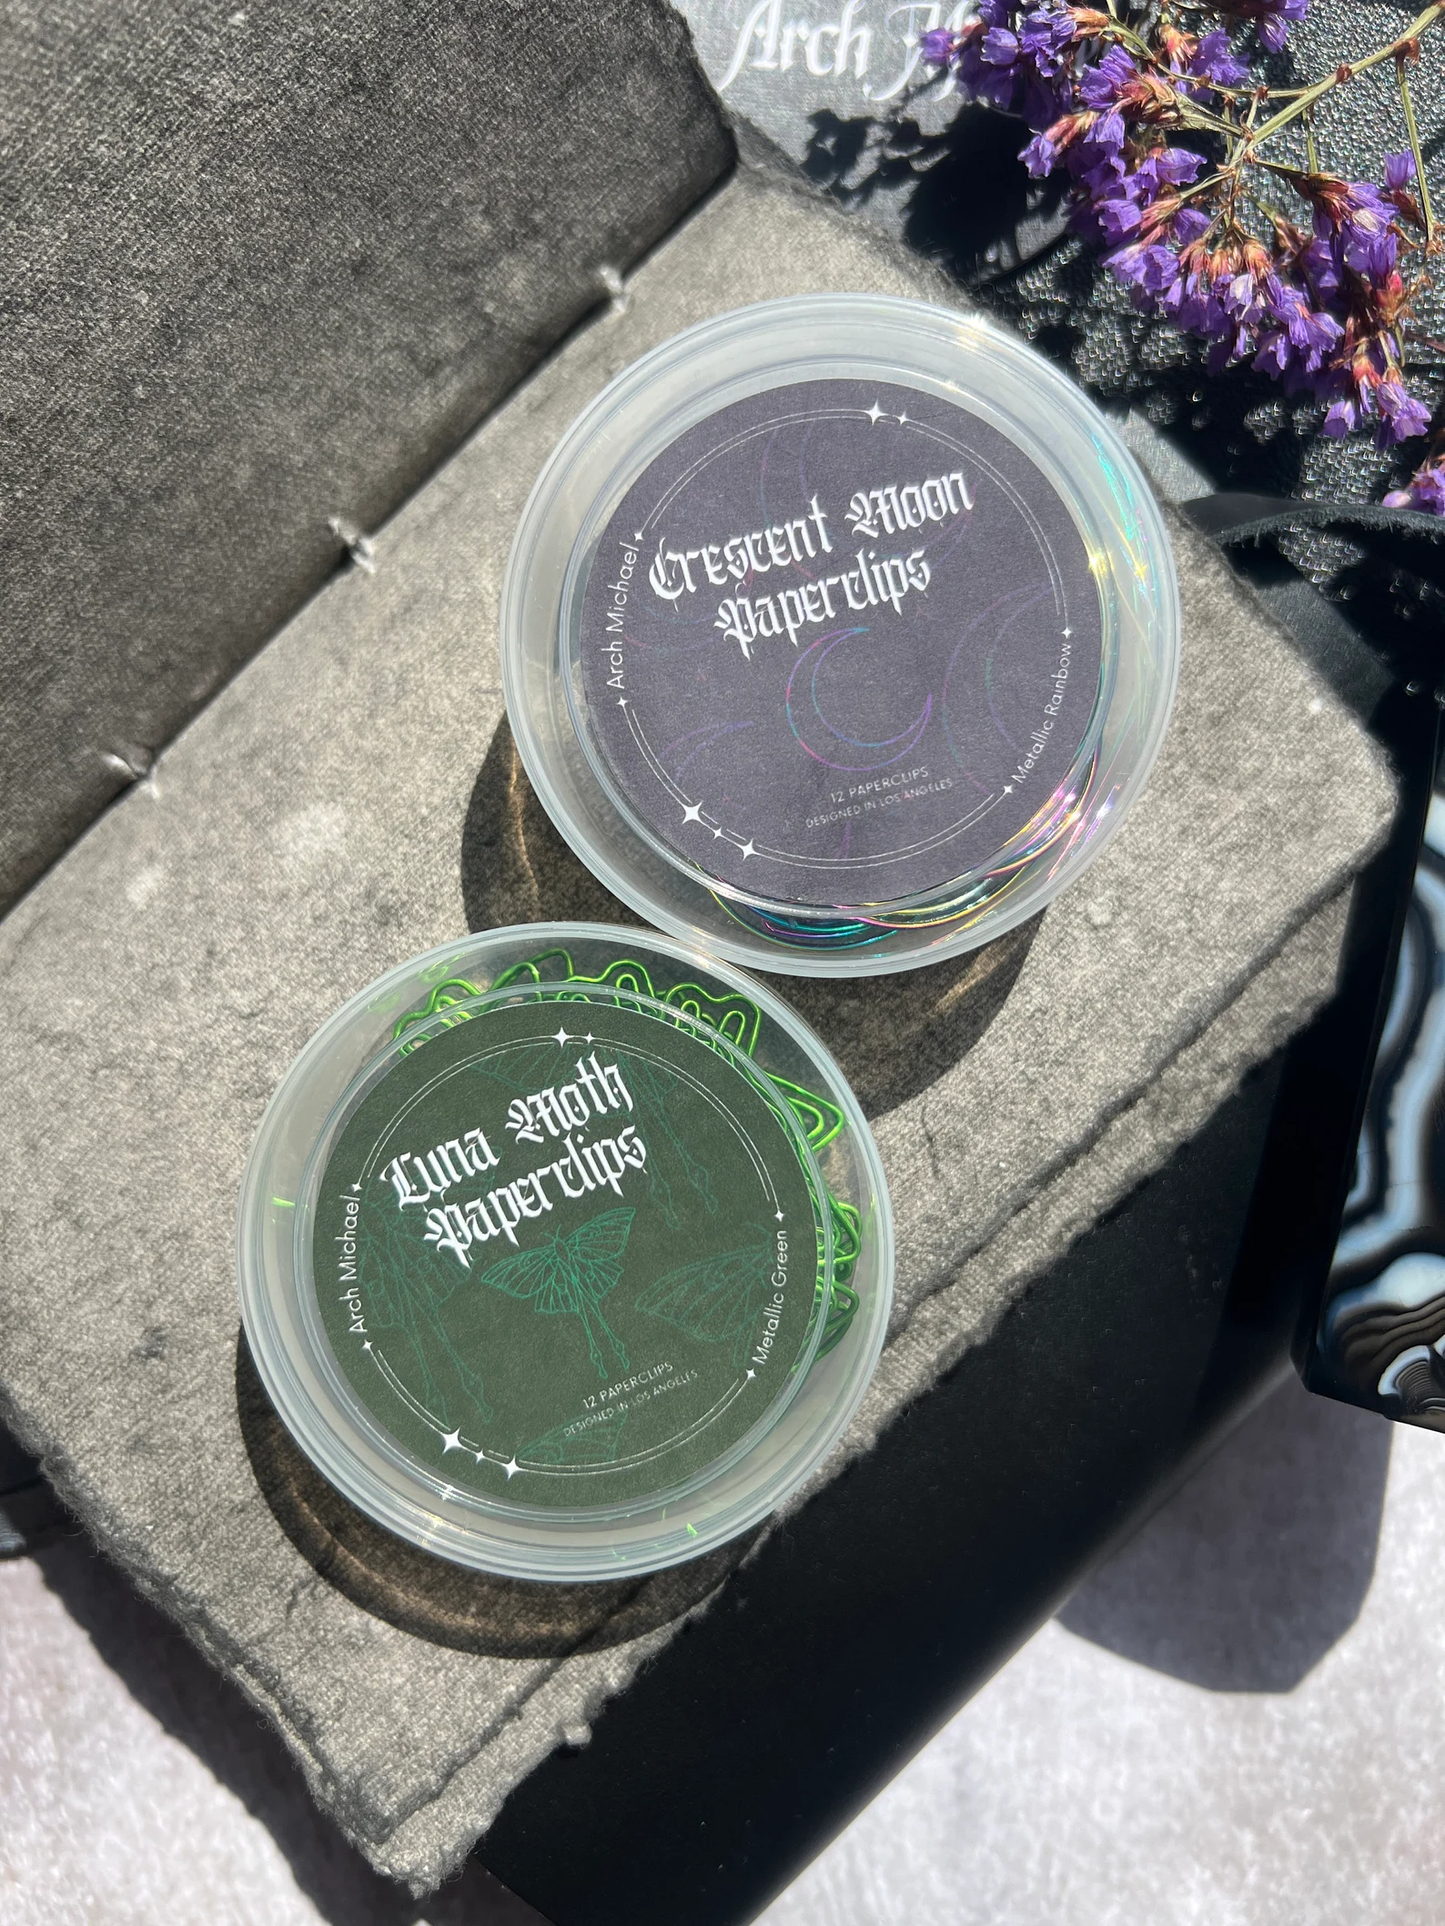 Arch
Crescent Moon
Paperclips
Arch Michael
Metallic Rainbow
12 PAPERCLIPS
DESIGNED IN LOS ANGELES
Luna Moth
Paperclips
Arch Michael
Metallic Green
12 PAPERCLIPS
DESIGNED IN LOS ANGELES